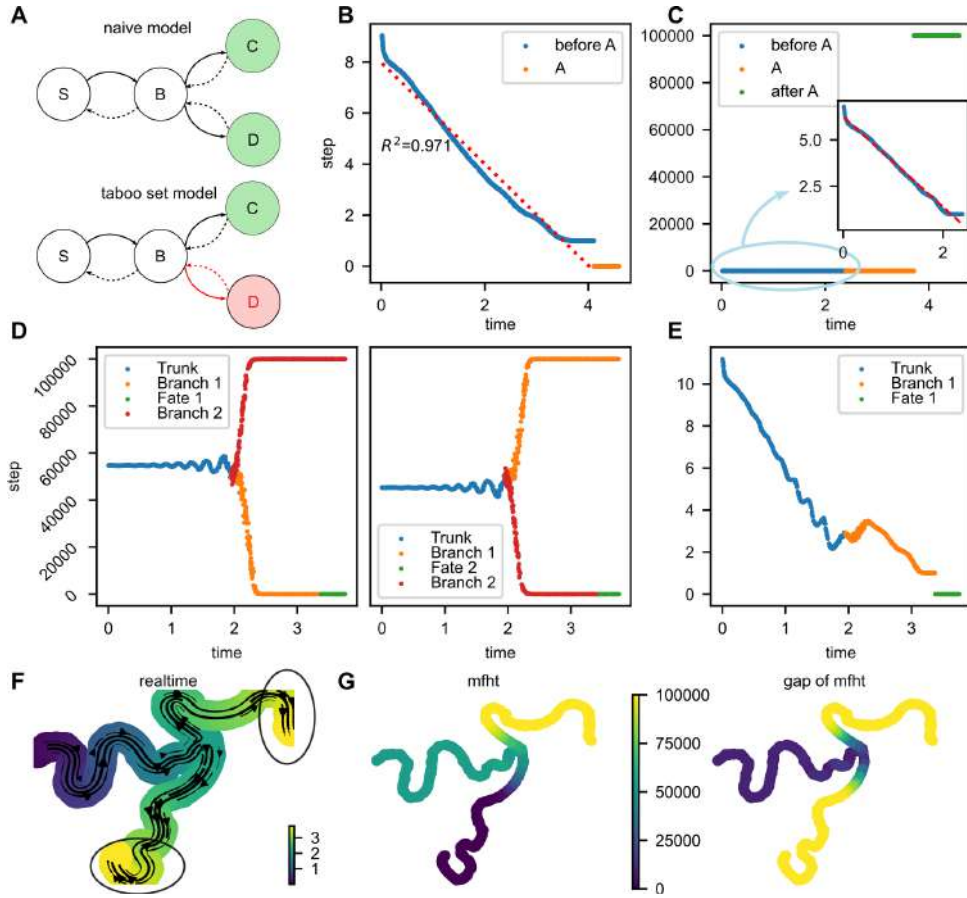 A
naive model
C
S
B
D
taboo set model
C
S
B
D
B
before A
A
R²=0.971
step
8
6
4
2
0
0
2
4
time
C
before A
A
after A
100000
80000
60000
40000
20000
0
5.0
2.5
0
2
0
2
4
time
D
Trunk
Branch 1
Fate 1
Branch 2
step
100000
80000
60000
40000
20000
0
0
1
2
3
time
Trunk
Branch 1
Fate 2
Branch 2
0
1
2
3
time
E
Trunk
Branch 1
Fate 1
10
8
6
4
2
0
0
1
2
3
time
F
realtime
3
2
1
G
mfht
100000
75000
50000
25000
0
gap of mfht